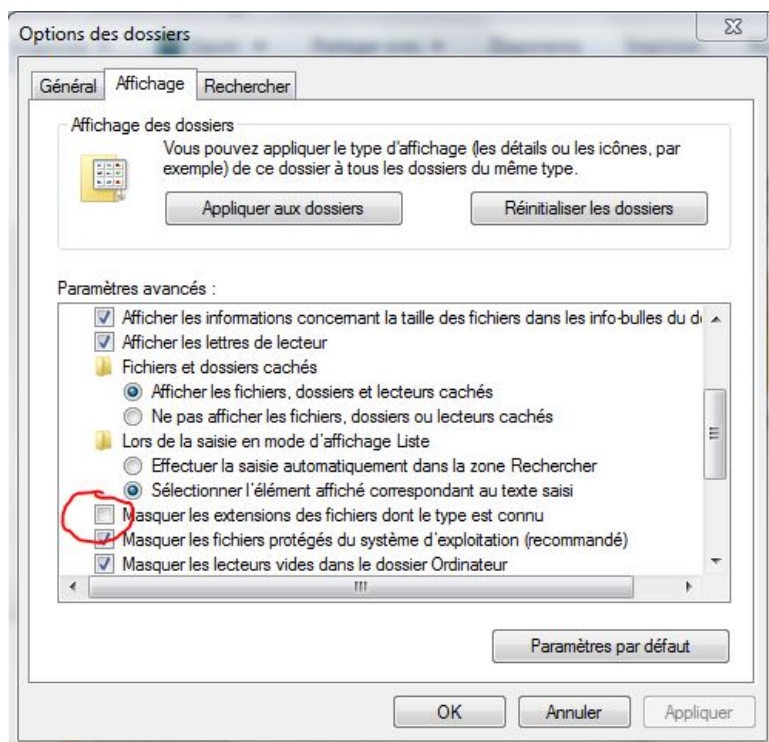 Options des dossiers
Général Affichage Rechercher
Affichage des dossiers
Vous pouvez appliquer le type d'affichage (les détails ou les icônes, par
exemple) de ce dossier à tous les dossiers du même type.
Appliquer aux dossiers Réinitialiser les dossiers
Paramètres avancés :
Afficher les informations concernant la taille des fichiers dans les info-bulles du
Afficher les lettres de lecteur
Fichiers et dossiers cachés
Afficher les fichiers, dossiers et lecteurs cachés
Ne pas afficher les fichiers, dossiers ou lecteurs cachés
Lors de la saisie en mode d'affichage Liste
Effectuer la saisie automatiquement dans la zone Rechercher
Sélectionner l'élément affiché correspondant au texte saisi
Masquer les extensions des fichiers dont le type est connu
Masquer les fichiers protégés du système d'exploitation (recommandé)
Masquer les lecteurs vides dans le dossier Ordinateur
Paramètres par défaut
OK Annuler Appliquer